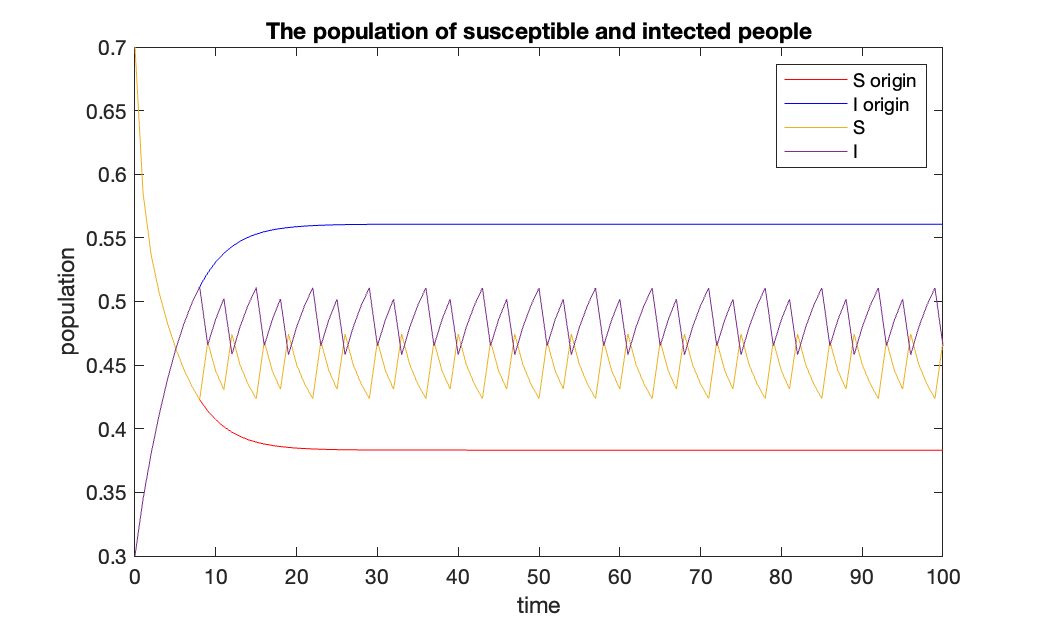 The population of susceptible and intected people
0.7
0.65
0.6
0.55
0.5
0.45
0.4
0.35
0.3
population
S origin
I origin
S
I
0
10
20
30
40
50
60
70
80
90
100
time